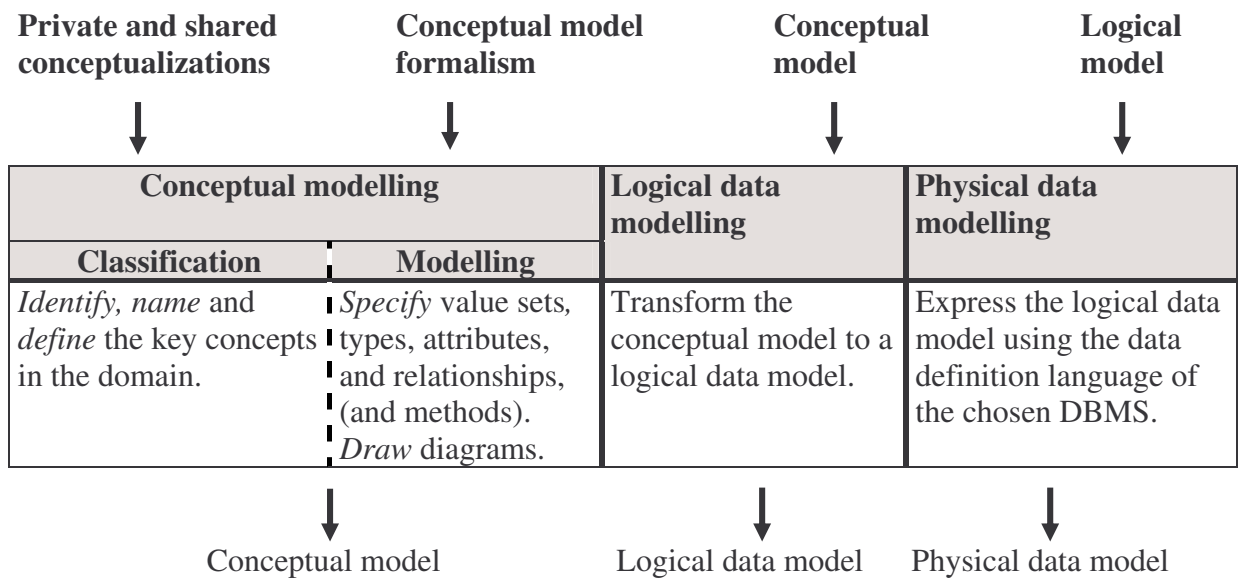 Private and shared
conceptualizations
Conceptual model
formalism
Conceptual
model
Logical
model
Conceptual modelling
Logical data
modelling
Physical data
modelling
Classification
Modelling
Identify, name and
define the key concepts
in the domain.
Specify value sets,
types, attributes,
and relationships,
(and methods).
Draw diagrams.
Transform the
conceptual model to a
logical data model.
Express the logical data
model using the data
definition language of
the chosen DBMS.
Conceptual model
Logical data model
Physical data model